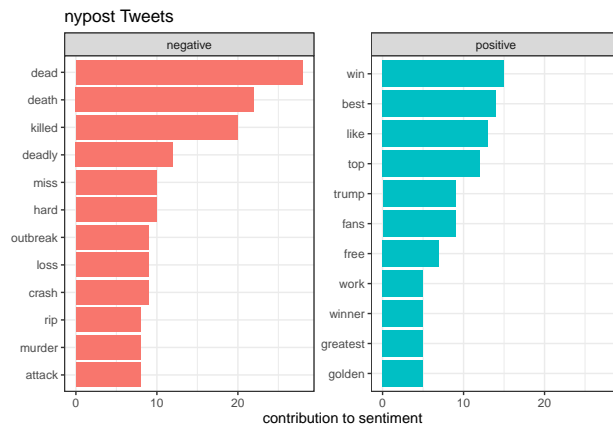 nypost Tweets
negative
dead
death
killed
deadly
miss
hard
outbreak
loss
crash
rip
murder
attack
0 10 20
positive
win
best
like
top
trump
fans
free
work
winner
greatest
golden
0 10 20
contribution to sentiment